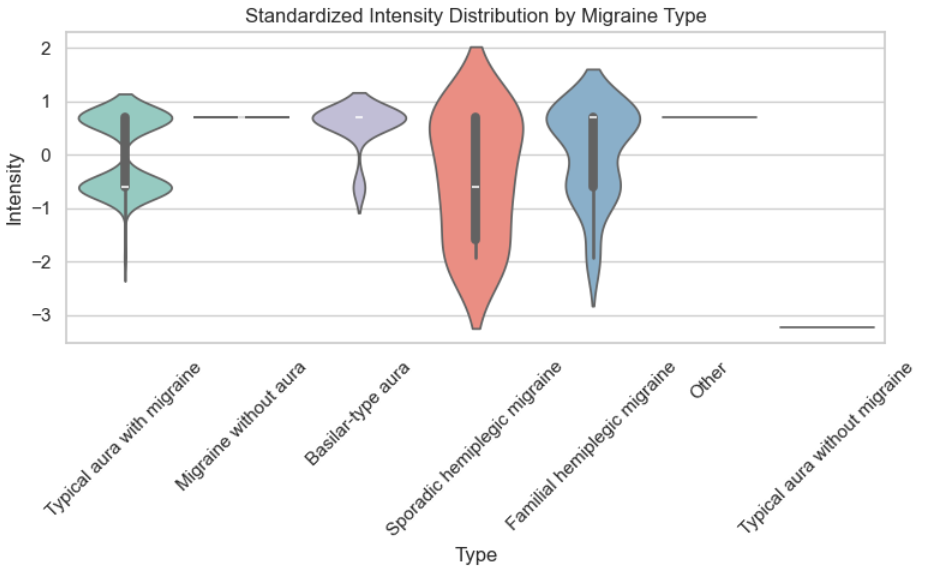 Standardized Intensity Distribution by Migraine Type
2
1
0
−1
−2
−3
Intensity
Typical aura with migraine
Migraine without aura
Basilar-type aura
Sporadic hemiplegic migraine
Familial hemiplegic migraine
Other
Typical aura without migraine
Type